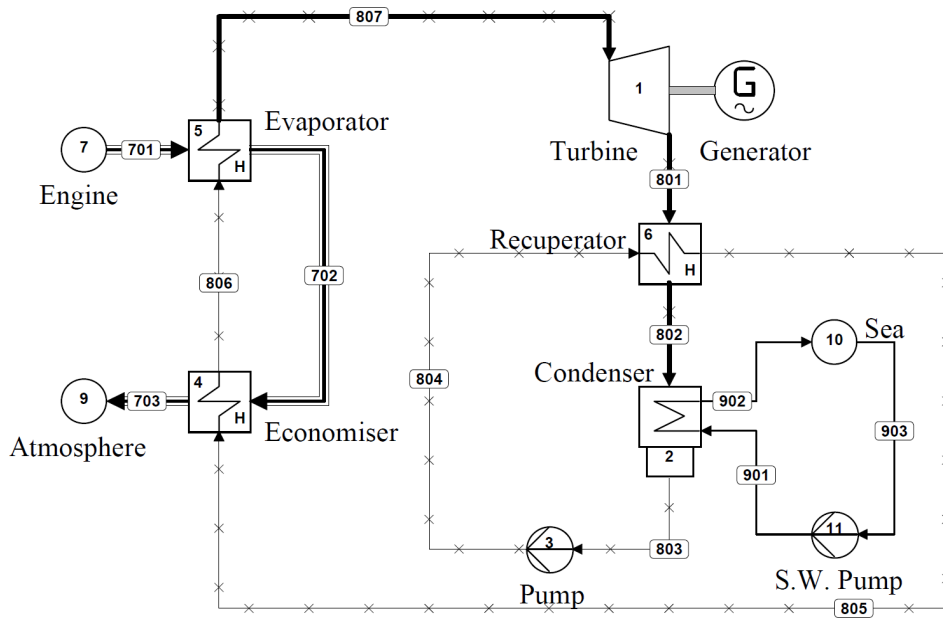 807
5
Evaporator
H
7
701
Engine
1
G
Turbine
Generator
801
6
Recuperator
H
806
702
802
10
Sea
Condenser
804
4
9
703
H
Atmosphere
Economiser
902
903
2
901
3
803
11
Pump
S.W. Pump
805